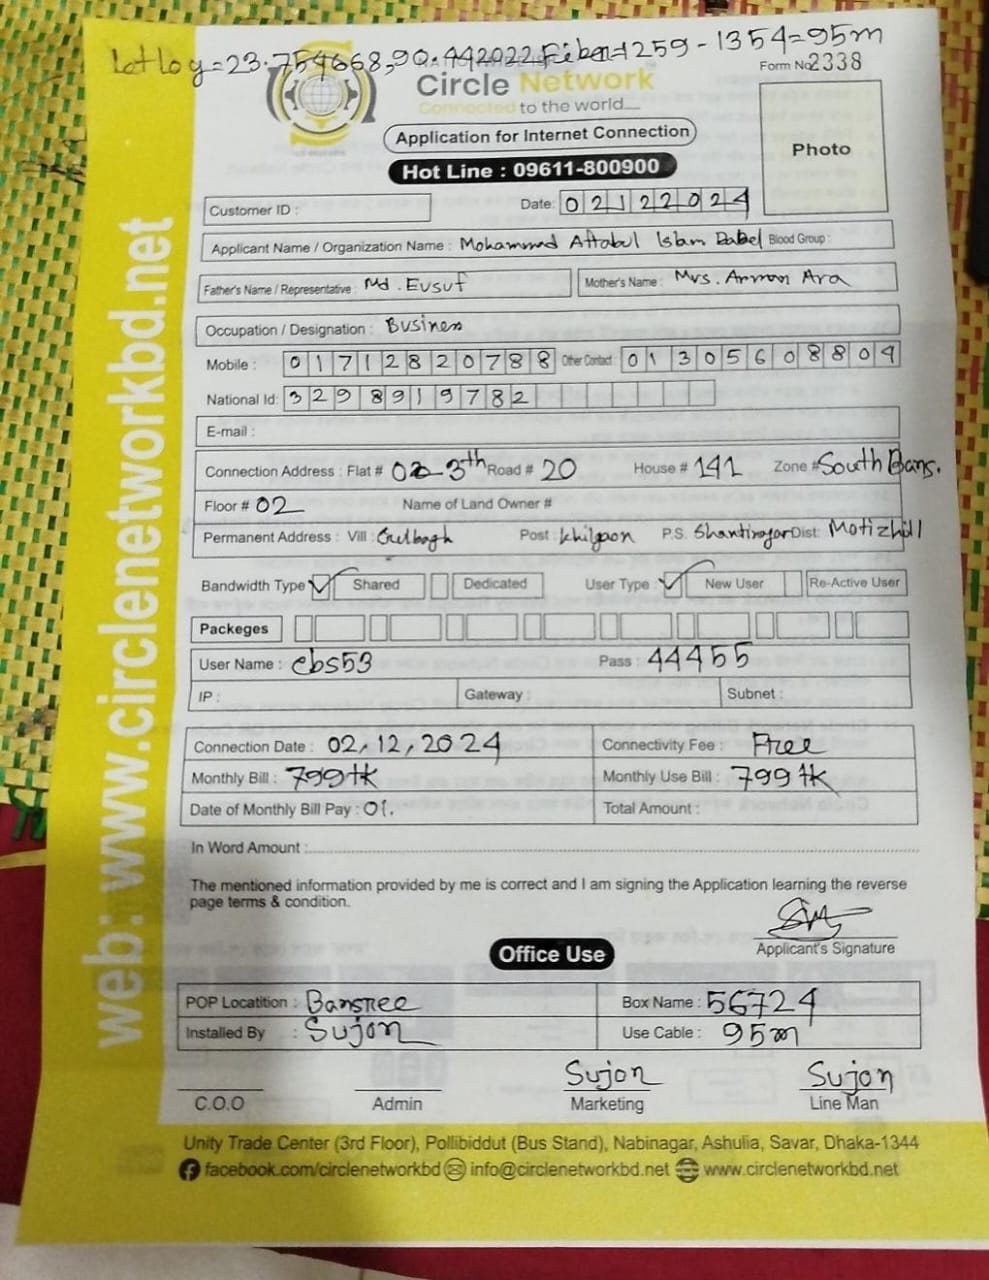 Lotlog=23.754668,90.442022 Fiber=1259-1354=95m
Form No 2338
Circle Network
Connected to the world
Application for Internet Connection
Photo
Hot Line : 09611-800900
Customer ID :
Date: 02122024
Applicant Name / Organization Name : Mohammad Aftabul Islam Babel Blood Group:
Father's Name / Representative : Md. Eusuf Mother's Name : Mrs. Amman Ara
Occupation / Designation : Business
Mobile : 01712820788 Other Contact 01305608804
National Id: 3298919782
E-mail :
Connection Address : Flat # 02 3th Road # 20 House # 141 Zone # South Bans.
Floor # 02 Name of Land Owner #
Permanent Address : Vill : Gulbagh Post : Khilgaon P.S. Shantinagar Dist: Motizhill
Bandwidth Type Shared Dedicated User Type : New User Re-Active User
Packeges
User Name : cbs53 Pass : 44455
IP : Gateway : Subnet :
Connection Date : 02,12,2024 Connectivity Fee : Free
Monthly Bill : 799tk Monthly Use Bill : 799tk
Date of Monthly Bill Pay : 01. Total Amount :
In Word Amount :
The mentioned information provided by me is correct and I am signing the Application learning the reverse
page terms & condition.
Applicant's Signature
Office Use
POP Locatition : Bansree Box Name : 56724
Installed By : Sujon Use Cable : 95m
Sujon Sujon
C.O.O Admin Marketing Line Man
Unity Trade Center (3rd Floor), Pollibiddut (Bus Stand), Nabinagar, Ashulia, Savar, Dhaka-1344
facebook.com/circlenetworkbd info@circlenetworkbd.net www.circlenetworkbd.net
web: www.circlenetworkbd.net